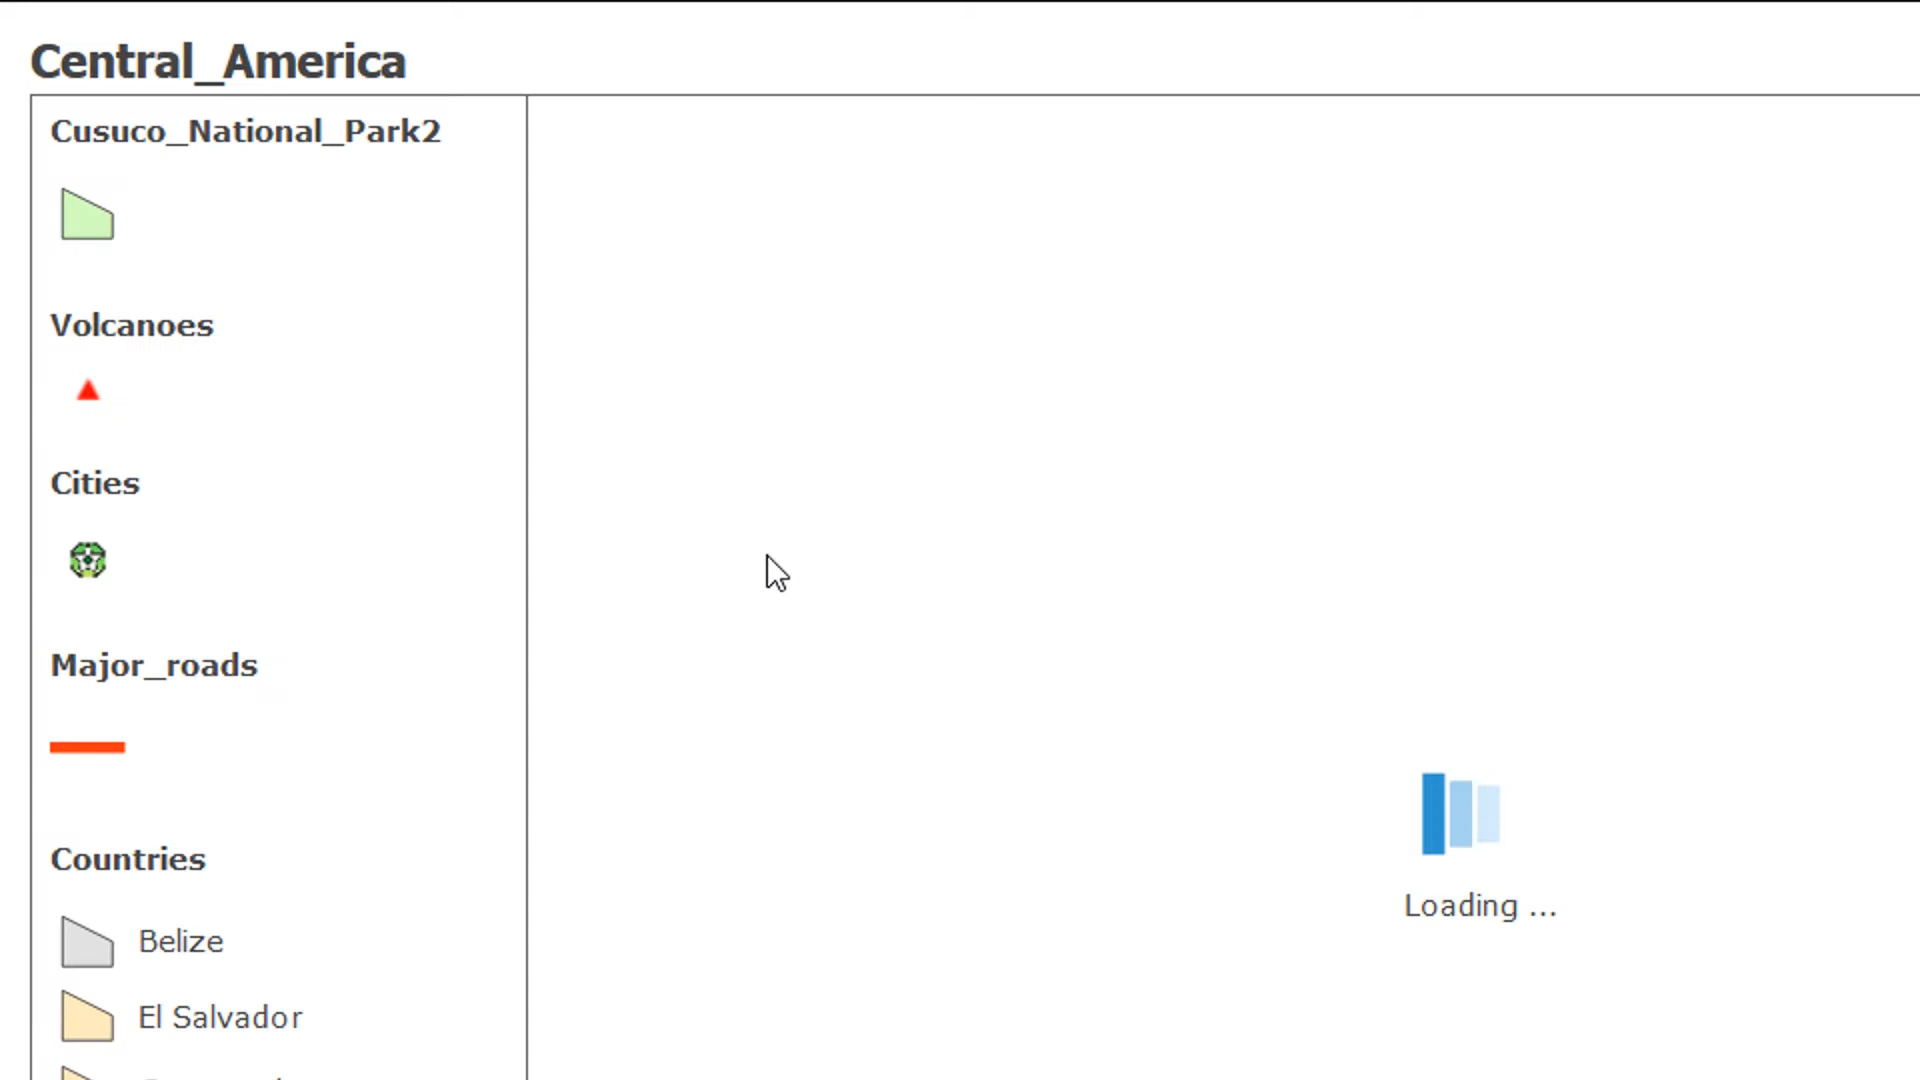 Central_America
Cusuco_National_Park2
Volcanoes
Cities
Major_roads
Countries
Belize
El Salvador
Loading ...